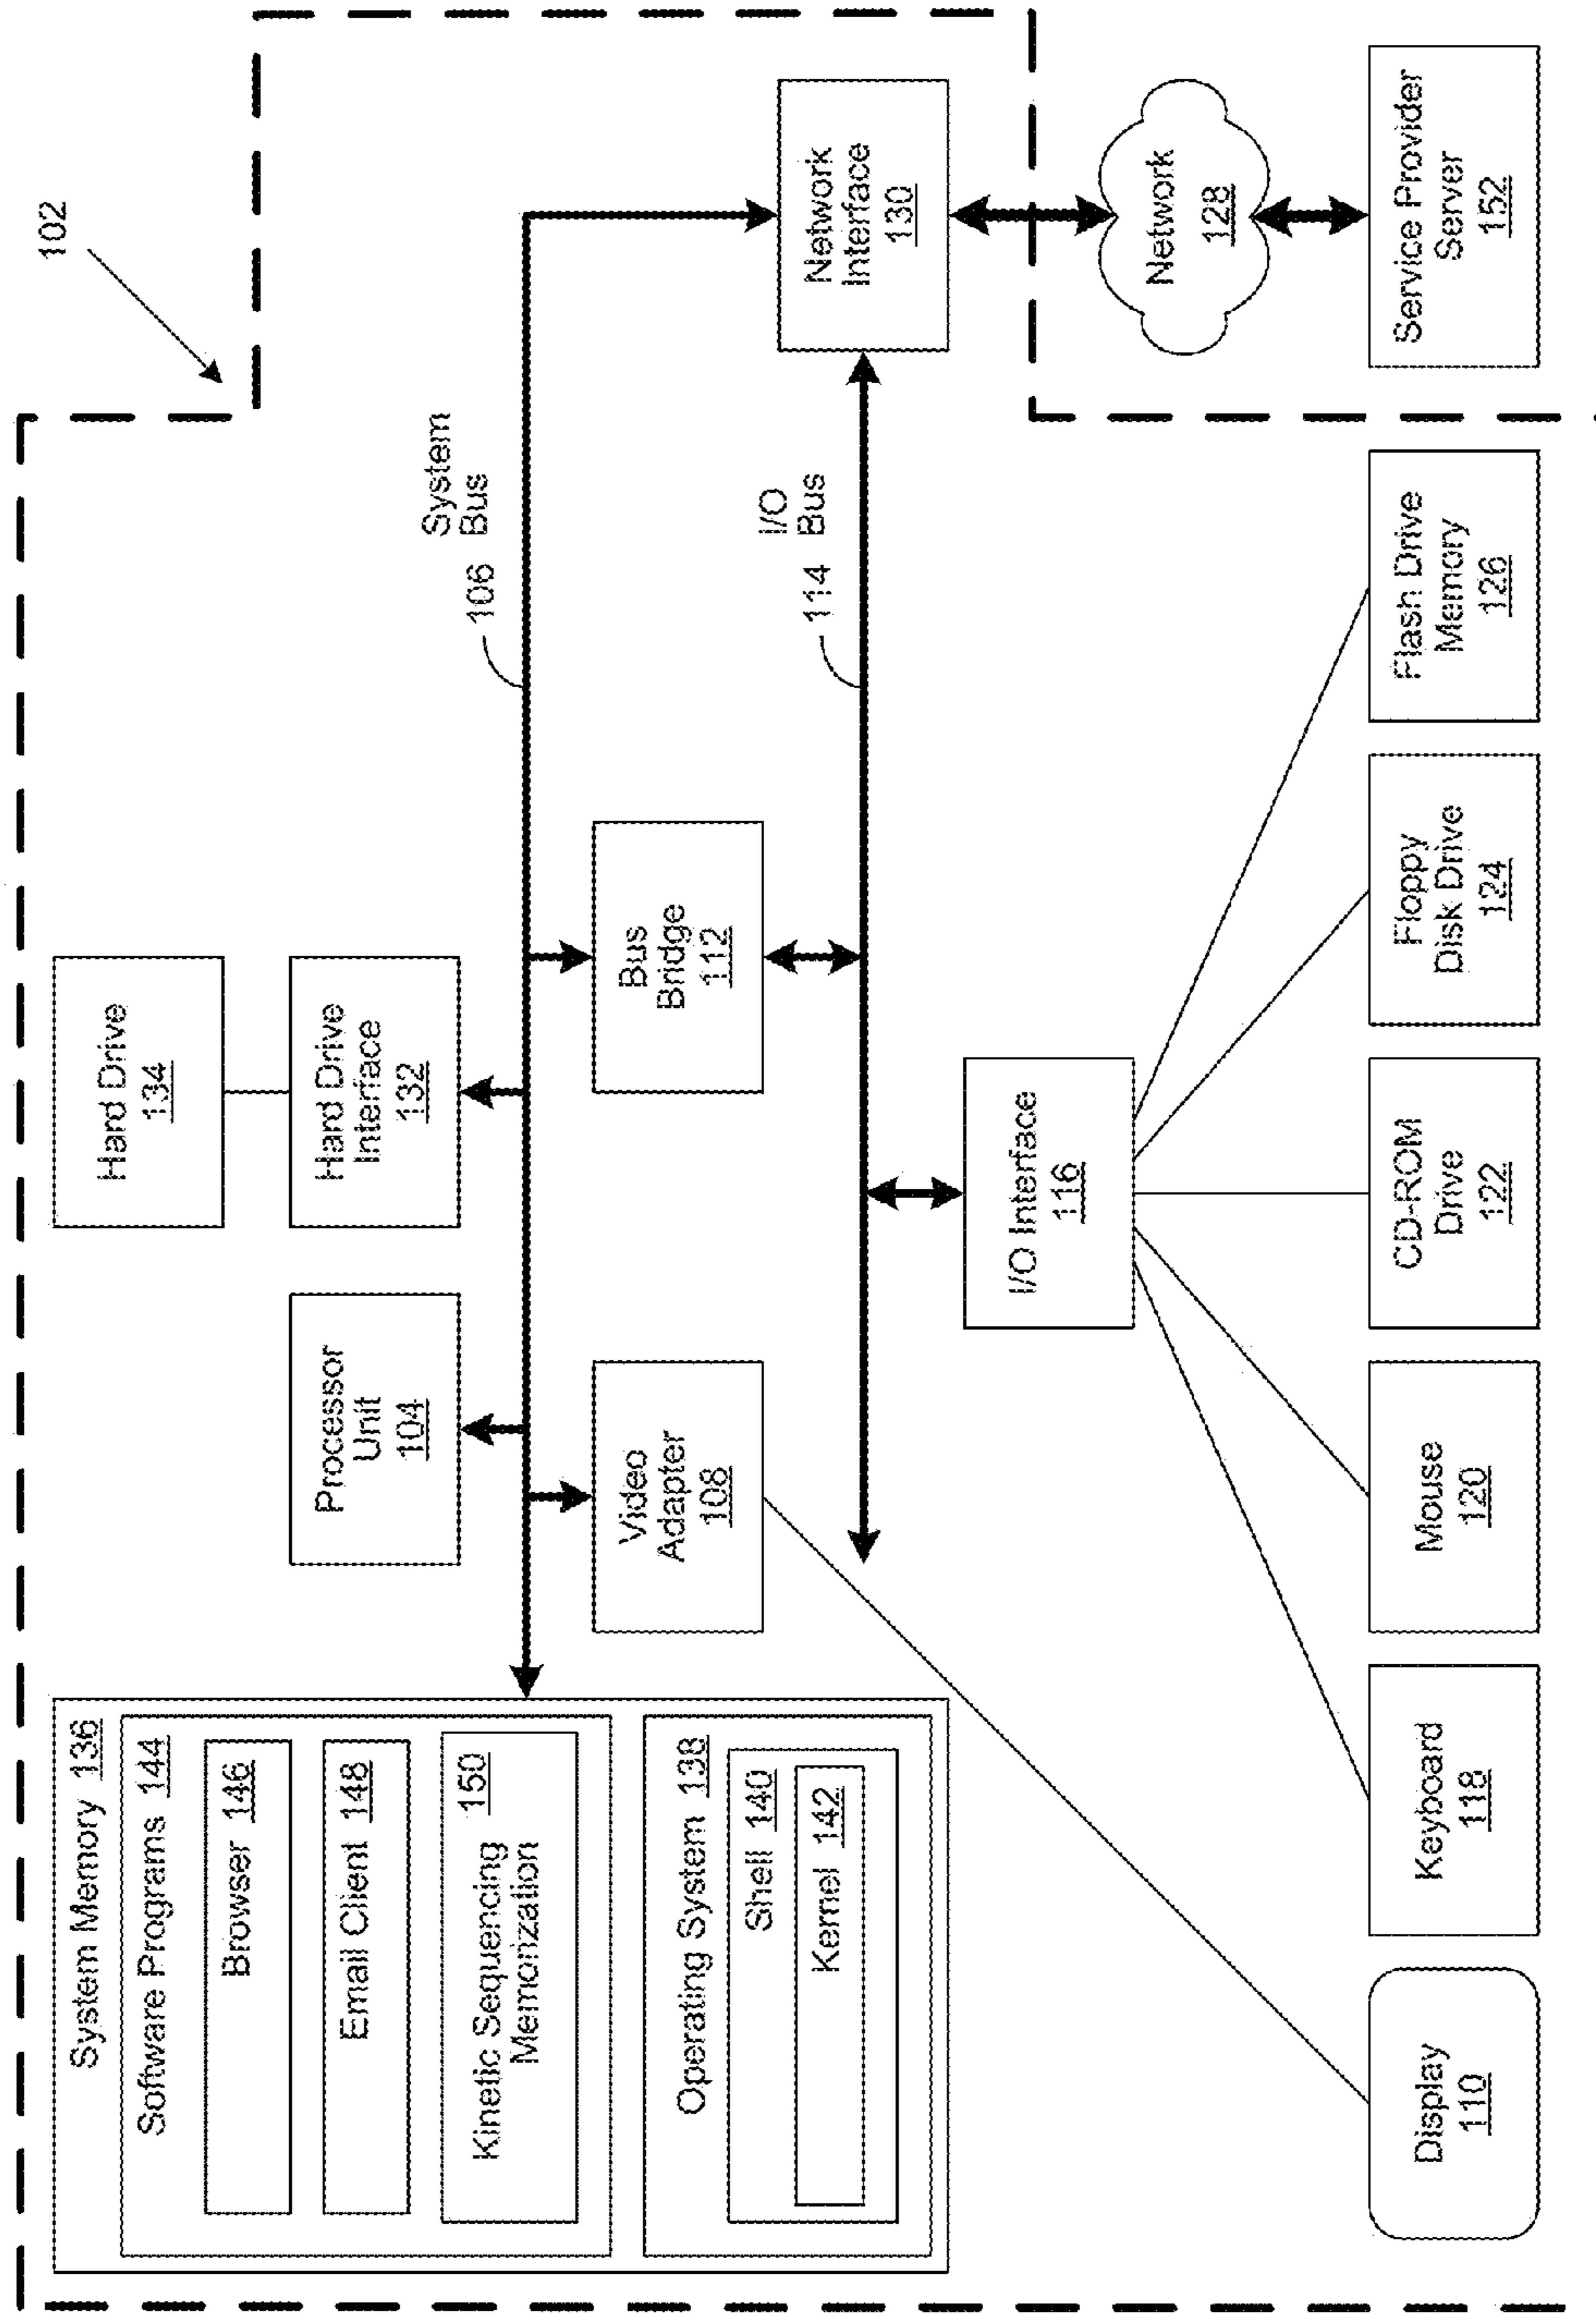 102
System Memory 136
Software Programs 144
Browser 146
Email Client 148
150
Kinetic Sequencing
Memorization
Operating System 138
Shell 140
Kernel 142
Hard Drive
134
Processor
Unit
104
Hard Drive
Interface
132
System
Bus
106
Video
Adapter
108
Bus
Bridge
112
I/O
Bus
114
Network
Interface
130
I/O Interface
116
Network
128
Display
110
Keyboard
118
Mouse
120
CD-ROM
Drive
122
Floppy
Disk Drive
124
Flash Drive
Memory
126
Service Provider
Server
152